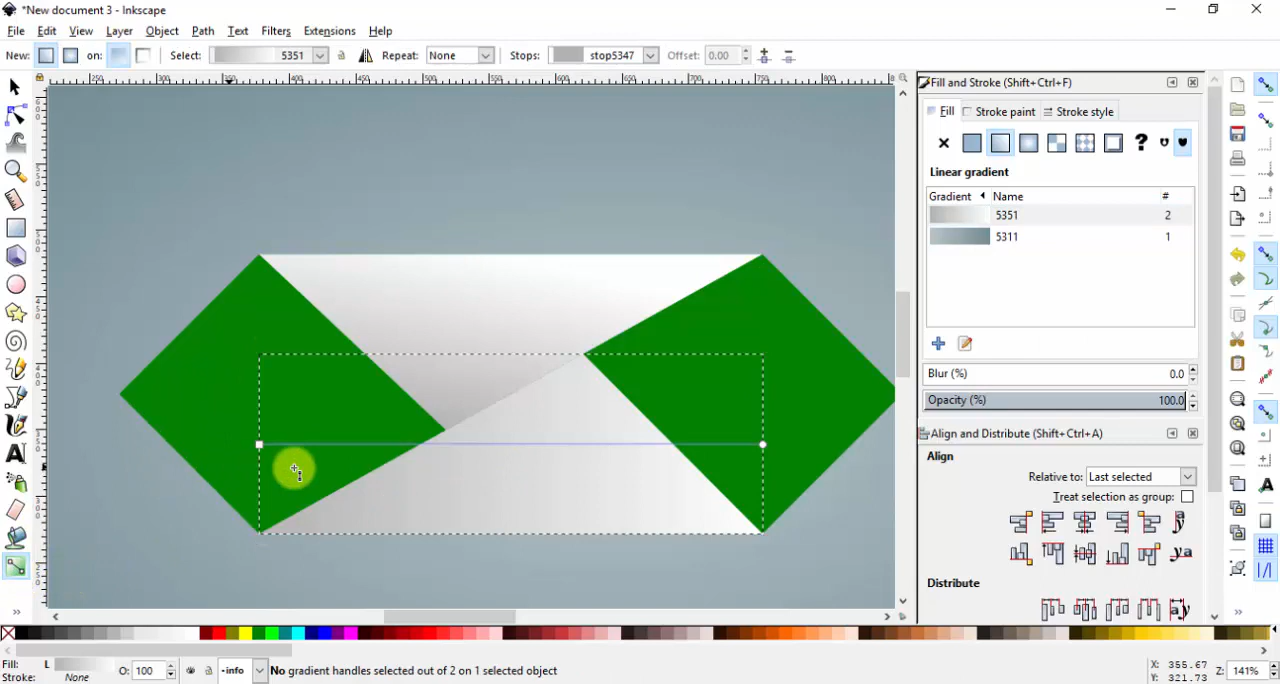 *New document 3 - Inkscape
File Edit View Layer Object Path Text Filters Extensions Help
New: on: Select: 5351 Repeat: None Stops: stop5347 Offset: 0.00
Fill and Stroke (Shift+Ctrl+F)
Fill Stroke paint Stroke style
Linear gradient
Gradient Name #
5351 2
5311 1
Blur (%) 0.0
Opacity (%) 100.0
Align and Distribute (Shift+Ctrl+A)
Align
Relative to: Last selected
Treat selection as group:
Distribute
Fill: L
Stroke: None
O: 100
-info
No gradient handles selected out of 2 on 1 selected object
X: 355.67
Y: 321.73
Z: 141%